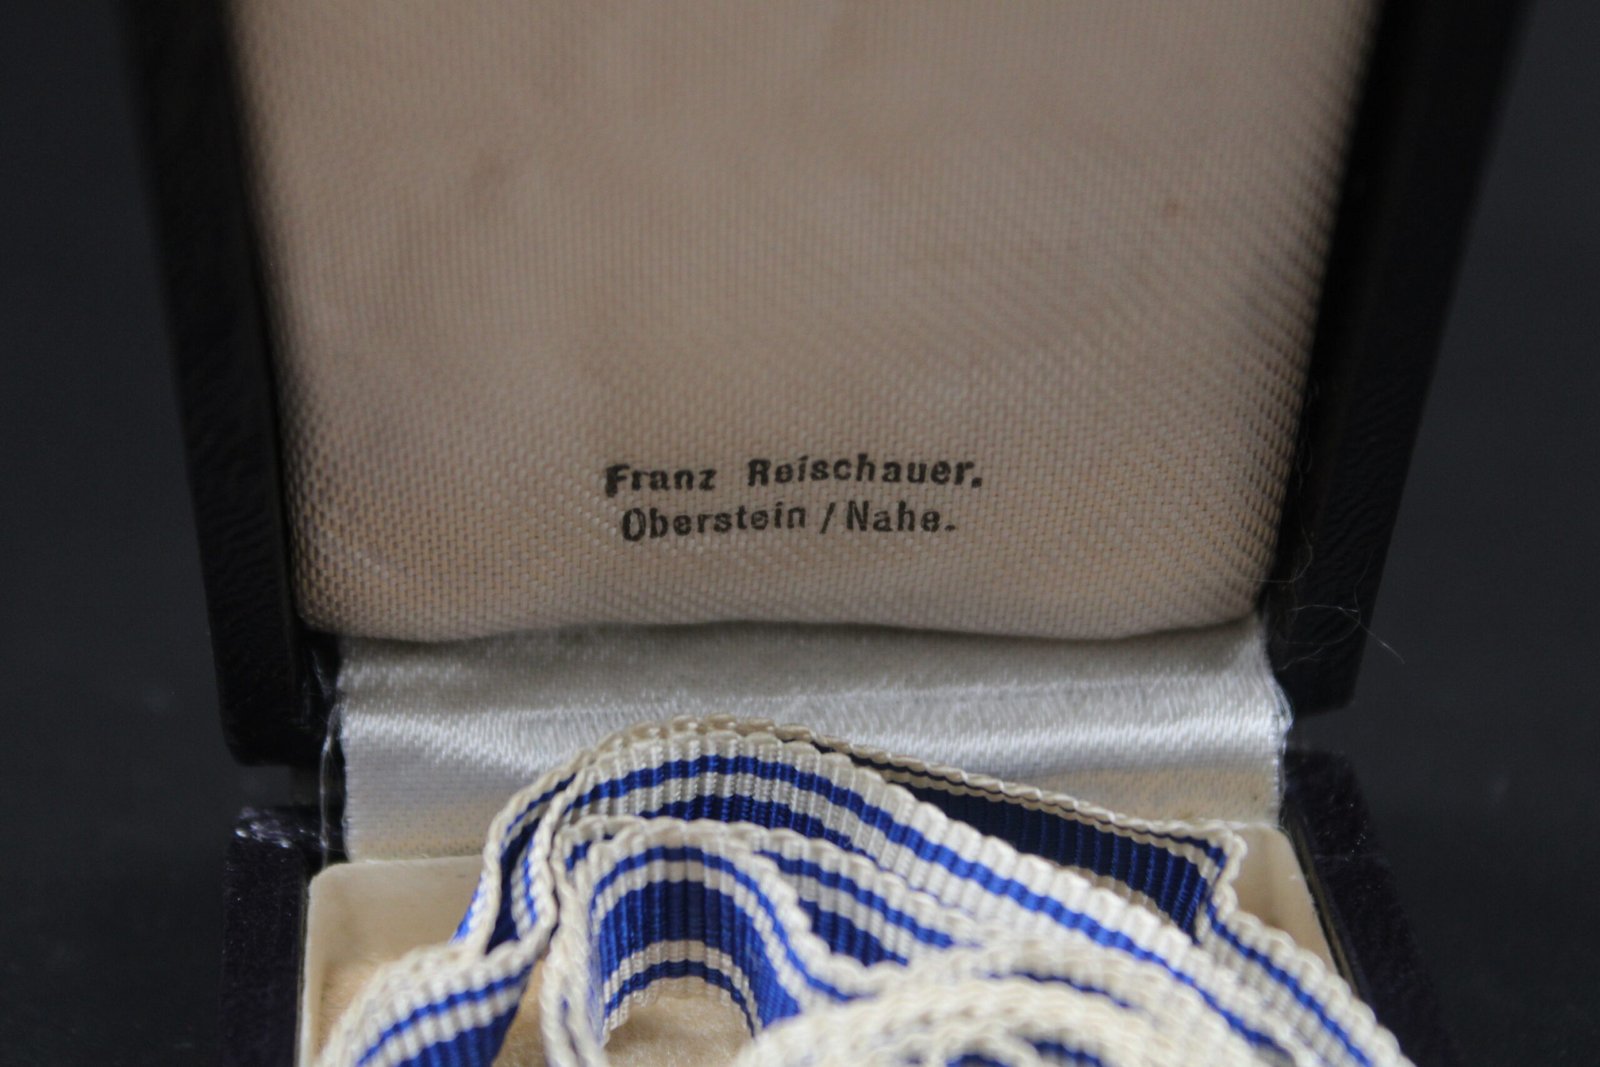 Franz Reischauer.
Oberstein / Nahe.